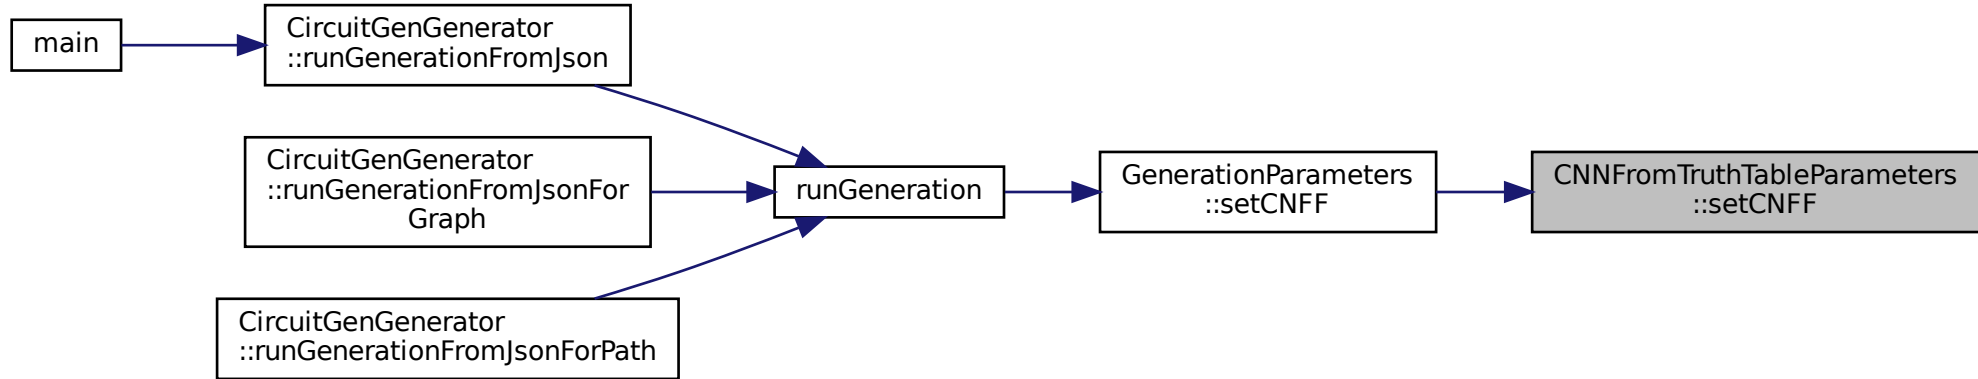 main
CircuitGenGenerator
::runGenerationFromJson
CircuitGenGenerator
::runGenerationFromJsonFor
Graph
CircuitGenGenerator
::runGenerationFromJsonForPath
runGeneration
GenerationParameters
::setCNFF
CNNFromTruthTableParameters
::setCNFF